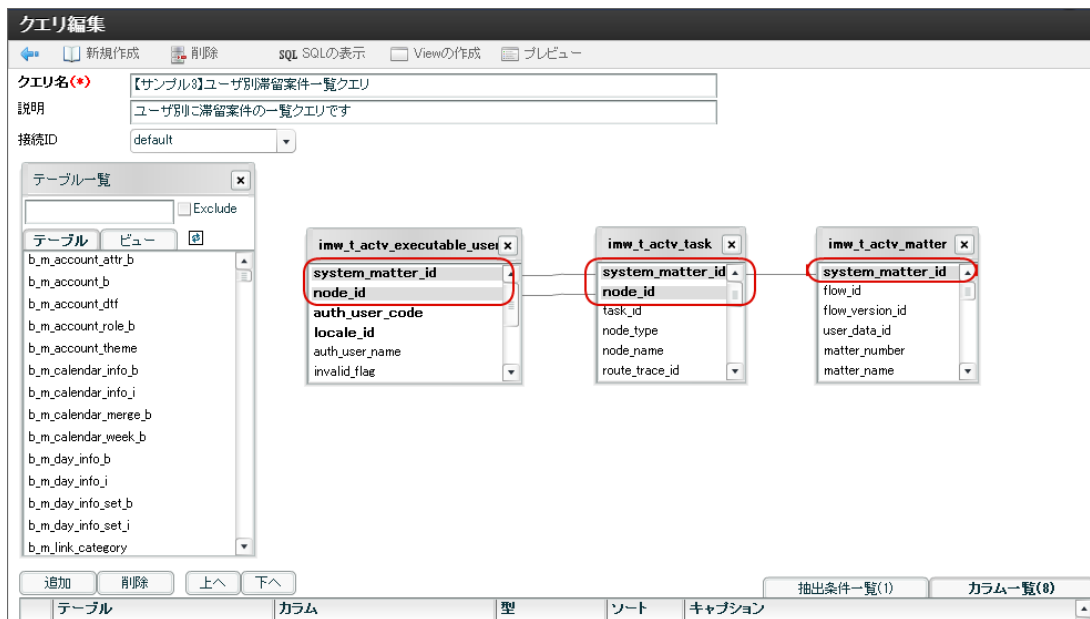 クエリ編集
新規作成 削除 SQL SQLの表示 Viewの作成 プレビュー
クエリ名(*) 【サンプル3】ユーザ別滞留案件一覧クエリ
説明 ユーザ別に滞留案件の一覧クエリです
接続ID default
テーブル一覧
Exclude
テーブル ビュー
b_m_account_attr_b
b_m_account_b
b_m_account_dtf
b_m_account_role_b
b_m_account_theme
b_m_calendar_info_b
b_m_calendar_info_i
b_m_calendar_merge_b
b_m_calendar_week_b
b_m_day_info_b
b_m_day_info_i
b_m_day_info_set_b
b_m_day_info_set_i
b_m_link_category
imw_t_actv_executable_user
system_matter_id
node_id
auth_user_code
locale_id
auth_user_name
invalid_flag
imw_t_actv_task
system_matter_id
node_id
task_id
node_type
node_name
route_trace_id
imw_t_actv_matter
system_matter_id
flow_id
flow_version_id
user_data_id
matter_number
matter_name
追加 削除 上へ 下へ
抽出条件一覧(1) カラム一覧(8)
テーブル カラム 型 ソート キャプション